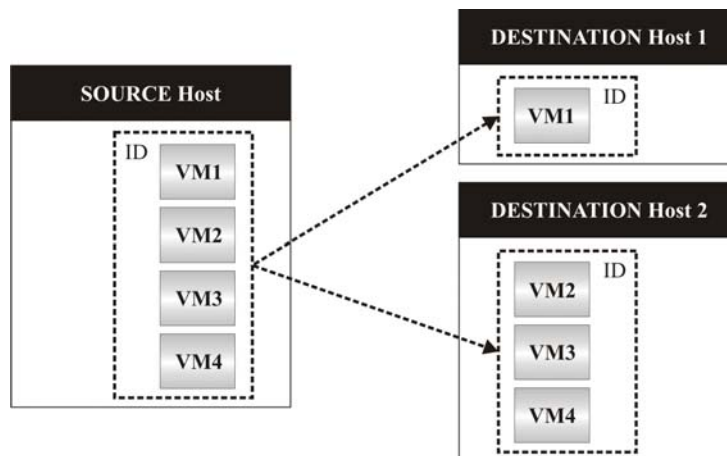 SOURCE Host
ID
VM1
VM2
VM3
VM4
DESTINATION Host 1
ID
VM1
DESTINATION Host 2
ID
VM2
VM3
VM4